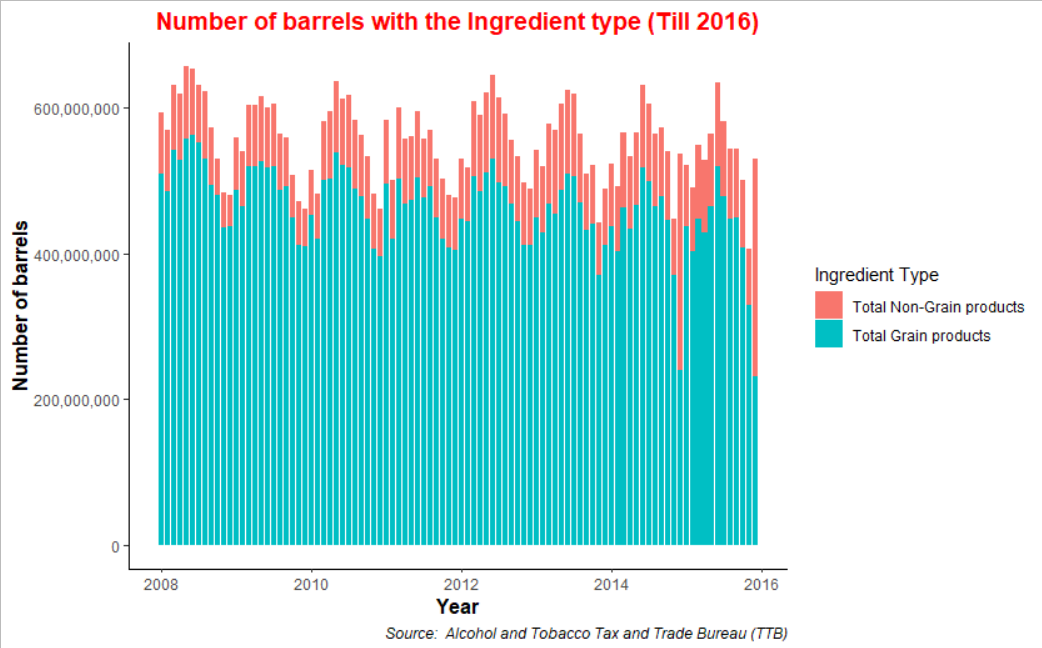 Number of barrels with the Ingredient type (Till 2016)
Number of barrels
600,000,000
400,000,000
200,000,000
0
2008 2010 2012 2014 2016
Year
Source:  Alcohol and Tobacco Tax and Trade Bureau (TTB)
Ingredient Type
Total Non-Grain products
Total Grain products